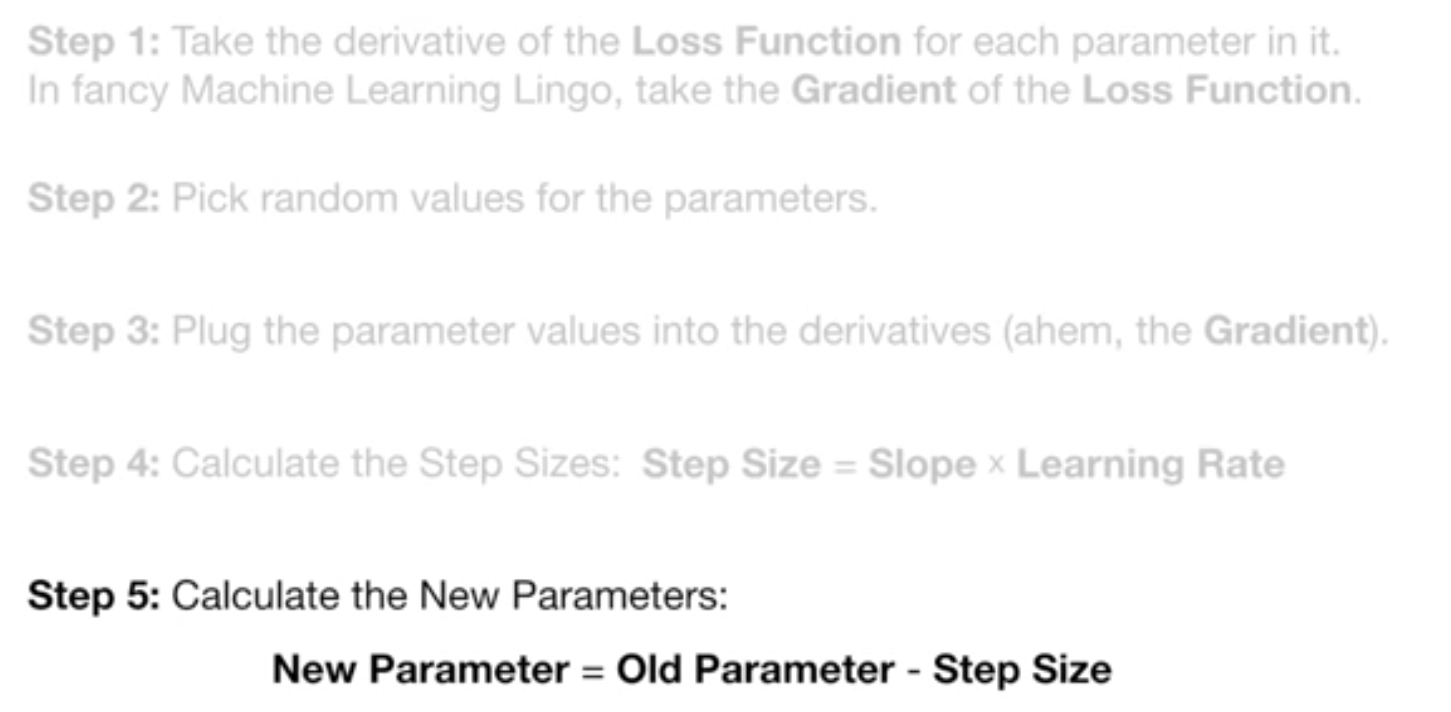 Step 1: Take the derivative of the Loss Function for each parameter in it.
In fancy Machine Learning Lingo, take the Gradient of the Loss Function.
Step 2: Pick random values for the parameters.
Step 3: Plug the parameter values into the derivatives (ahem, the Gradient).
Step 4: Calculate the Step Sizes: Step Size = Slope × Learning Rate
Step 5: Calculate the New Parameters:
New Parameter = Old Parameter - Step Size